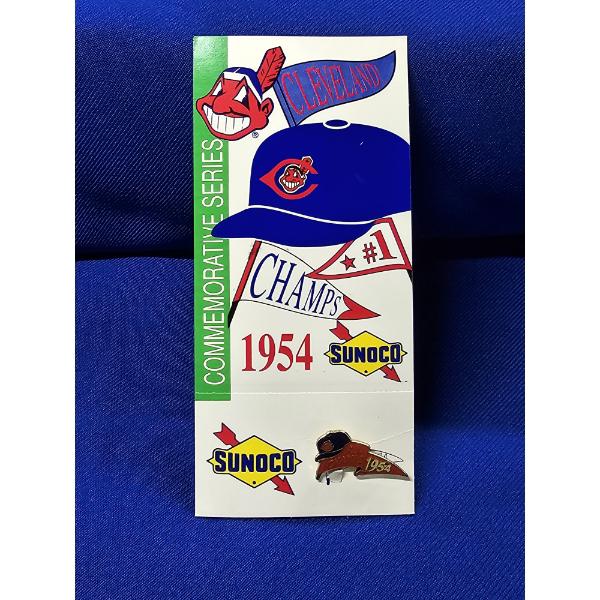 CLEVELAND
®
COMMEMORATIVE SERIES
C
#1
CHAMPS
1954
SUNOCO
SUNOCO
1954